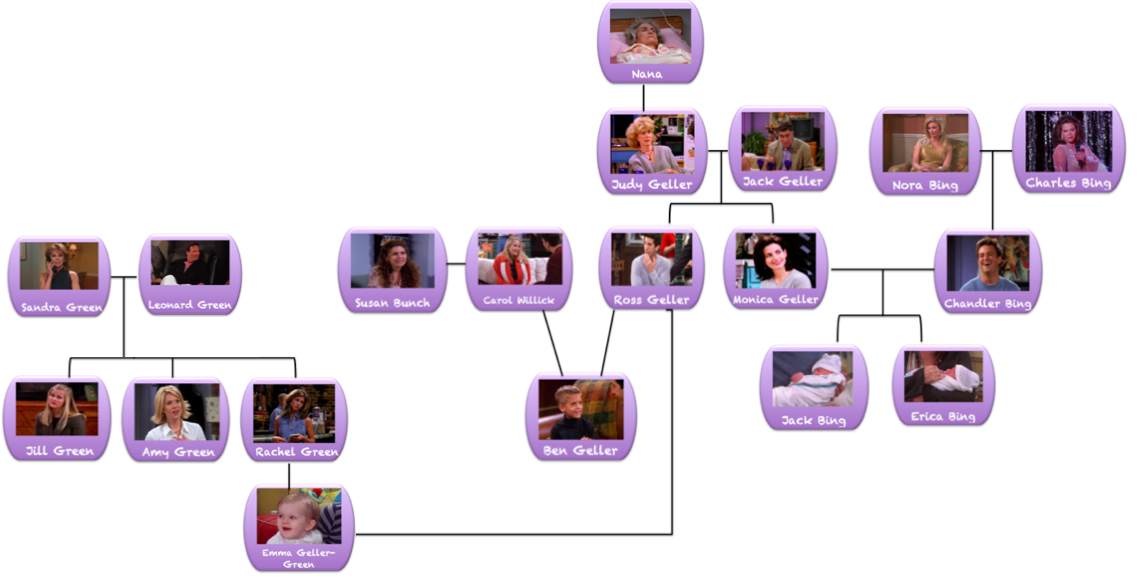 Nana
Judy Geller
Jack Geller
Nora Bing
Charles Bing
Sandra Green
Leonard Green
Susan Bunch
Carol Willick
Ross Geller
Monica Geller
Chandler Bing
Jill Green
Amy Green
Rachel Green
Ben Geller
Jack Bing
Erica Bing
Emma Geller-
Green